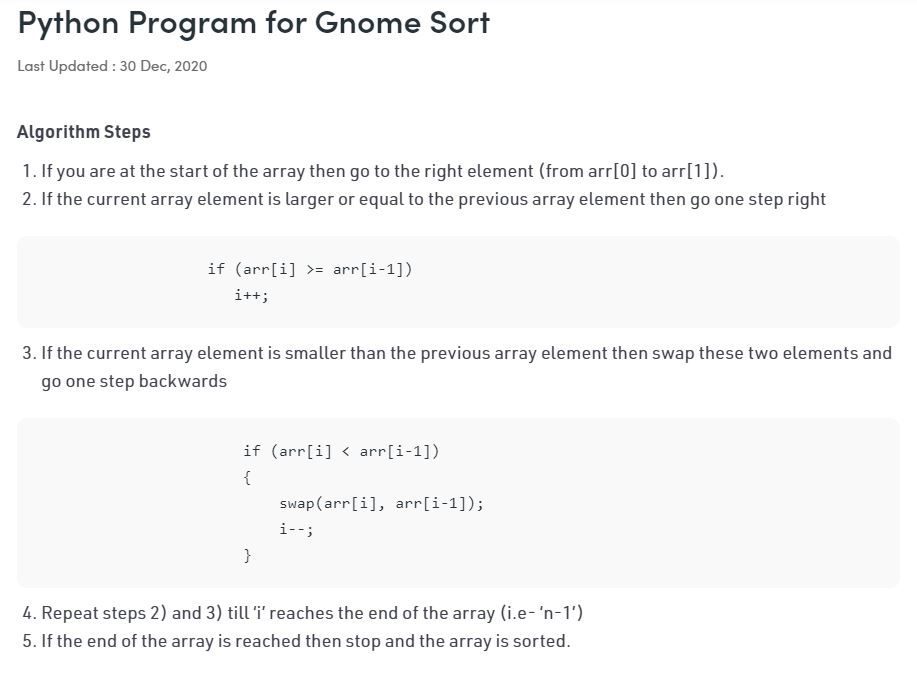 Python Program for Gnome Sort
Last Updated : 30 Dec, 2020
Algorithm Steps
1. If you are at the start of the array then go to the right element (from arr[0] to arr[1]).
2. If the current array element is larger or equal to the previous array element then go one step right
if (arr[i] >= arr[i-1])
i++;
3. If the current array element is smaller than the previous array element then swap these two elements and
go one step backwards
if (arr[i] < arr[i-1])
{
swap(arr[i], arr[i-1]);
i--;
}
4. Repeat steps 2) and 3) till ‘i’ reaches the end of the array (i.e- ‘n-1’)
5. If the end of the array is reached then stop and the array is sorted.